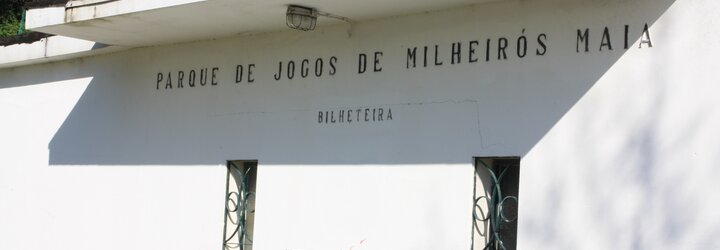 PARQUE DE JOGOS DE MILHEIRÓS MAIA
BILHETEIRA